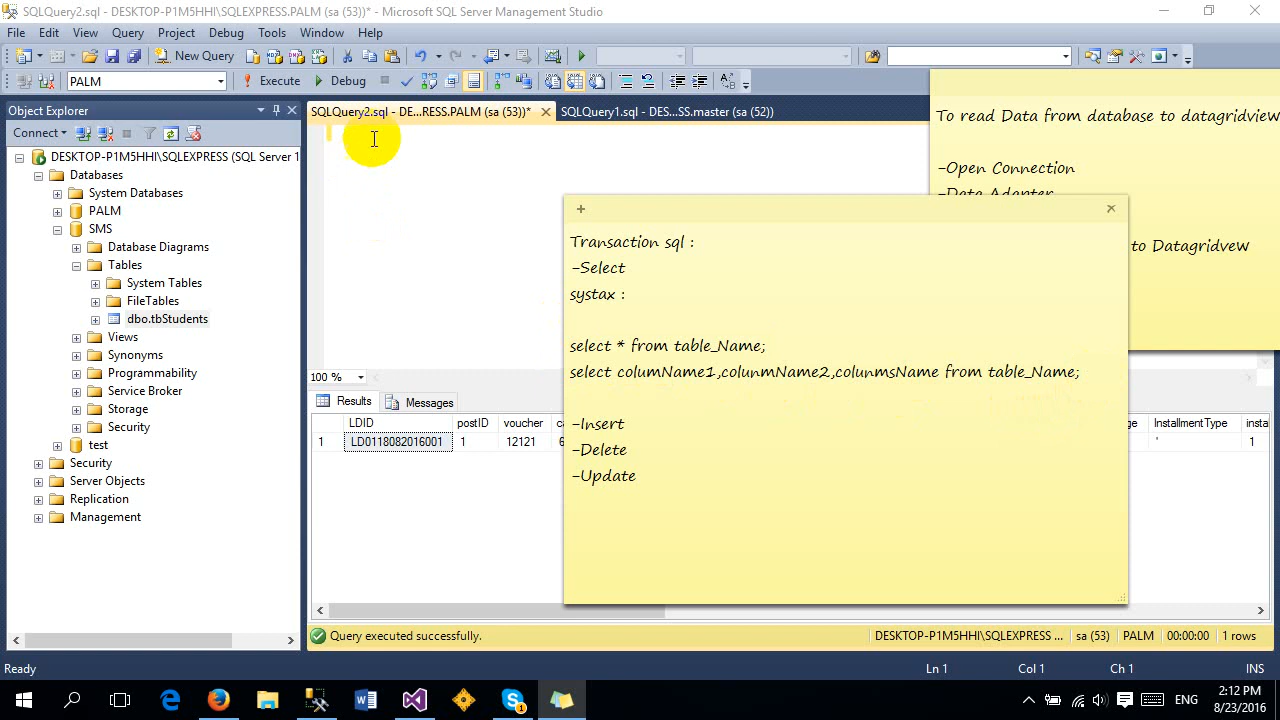 SQLQuery2.sql - DESKTOP-P1M5HHI\SQLEXPRESS.PALM (sa (53))* - Microsoft SQL Server Management Studio
File Edit View Query Project Debug Tools Window Help
New Query
PALM Execute Debug
Object Explorer
Connect
DESKTOP-P1M5HHI\SQLEXPRESS (SQL Server 1
Databases
System Databases
PALM
SMS
Database Diagrams
Tables
System Tables
FileTables
dbo.tbStudents
Views
Synonyms
Programmability
Service Broker
Storage
Security
test
Security
Server Objects
Replication
Management
SQLQuery2.sql - DE...RESS.PALM (sa (53))* SQLQuery1.sql - DES...SS.master (sa (52))
To read Data from database to datagridview
-Open Connection
-Data Adapter
to Datagridvew
Transaction sql :
-Select
systax :
select * from table_Name;
select columName1,colunmName2,colunmsName from table_Name;
-Insert
-Delete
-Update
100 %
Results Messages
LDID postID voucher InstallmentType insta
1 LD0118082016001 1 12121 1
Query executed successfully. DESKTOP-P1M5HHI\SQLEXPRESS ... sa (53) PALM 00:00:00 1 rows
Ready Ln 1 Col 1 Ch 1 INS
ENG 2:12 PM
8/23/2016